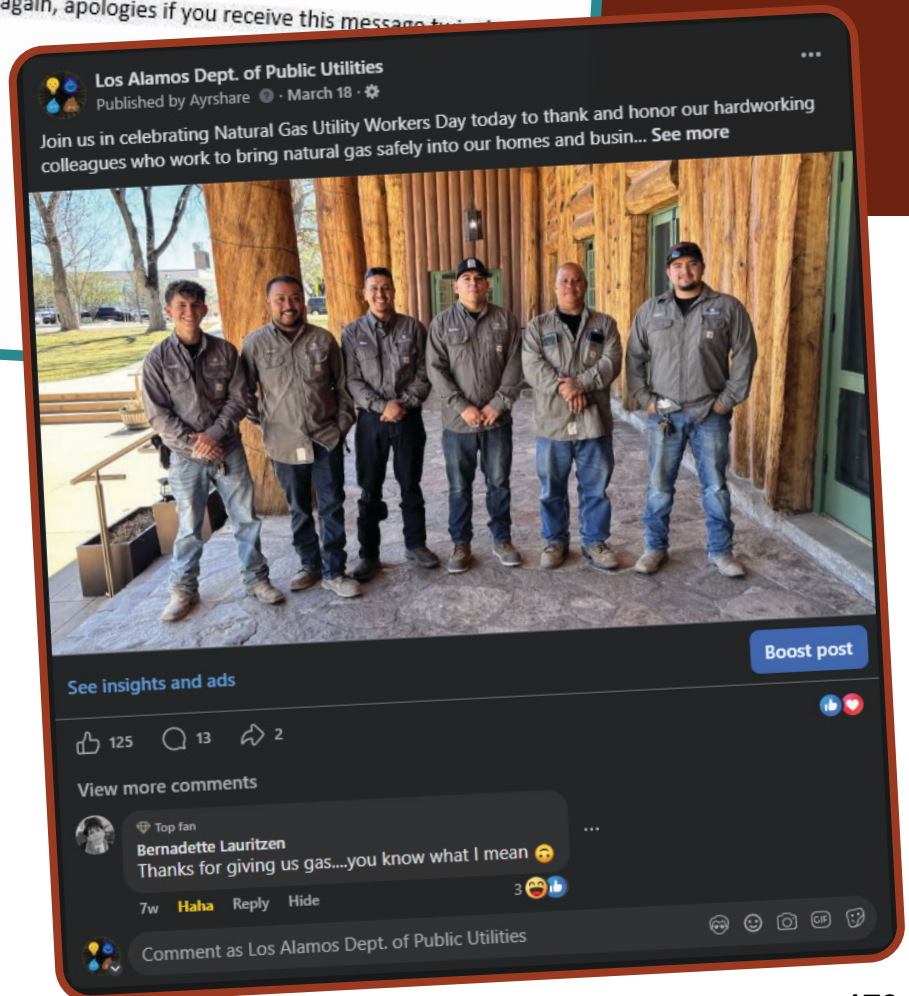 again, apologies if you receive this message
Los Alamos Dept. of Public Utilities
Published by Ayrshare · March 18 ·
Join us in celebrating Natural Gas Utility Workers Day today to thank and honor our hardworking
colleagues who work to bring natural gas safely into our homes and busin... See more
See insights and ads
Boost post
125 13 2
View more comments
Top fan
Bernadette Lauritzen
Thanks for giving us gas....you know what I mean 🙃
7w Haha Reply Hide 3
Comment as Los Alamos Dept. of Public Utilities
GIF